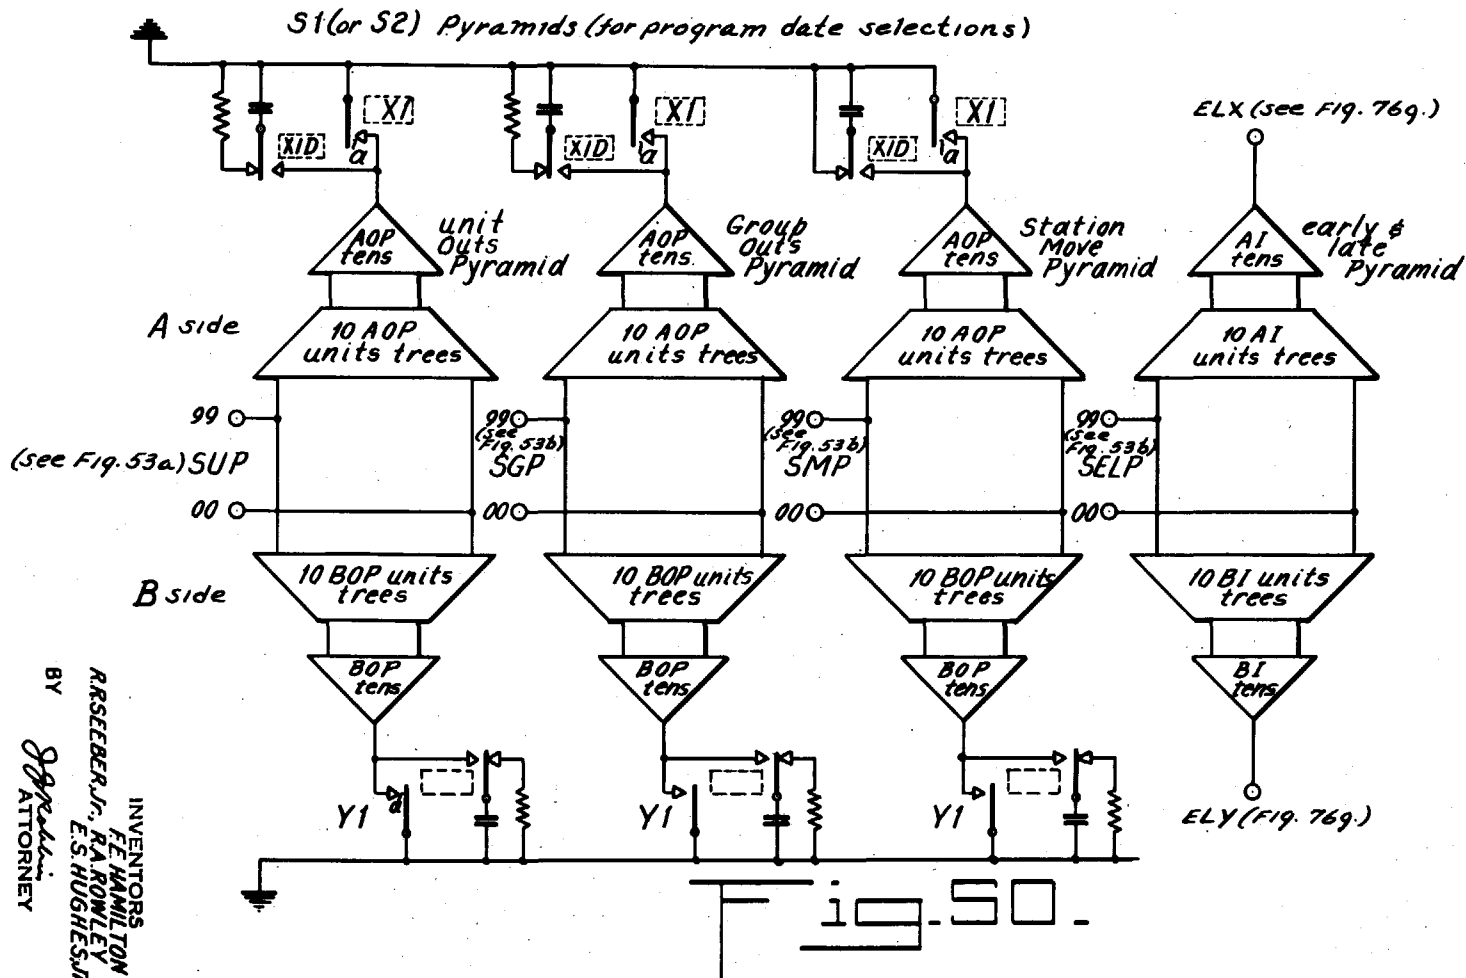 S1(or S2) Pyramids (for program date selections)
X1
X1D
a
X1
X1D
a
X1
X1D
a
ELX (see Fig. 76g.)
AOP
tens
unit
Outs
Pyramid
AOP
tens.
Group
Outs
Pyramid
AOP
tens
Station
Move
Pyramid
AI
tens
early &
late
Pyramid
A side
10 AOP
units trees
10 AOP
units trees
10 AOP
units trees
10 AI
units trees
99
99
(see
Fig. 53b)
99
(see
Fig. 53b)
99
(see
Fig. 53b)
(see Fig. 53a) SUP
SGP
SMP
SELP
00
00
00
00
B side
10 BOP units
trees
10 BOP units
trees
10 BOP units
trees
10 BI units
trees
BOP
tens
BOP
tens
BOP
tens
BI
tens
Y1
a
Y1
Y1
ELY (Fig. 76g.)
Fig. 50.
INVENTORS
F.E. HAMILTON
R.R. SEEBER, Jr., R.A. ROWLEY
E.S. HUGHES, Jr
BY
ATTORNEY